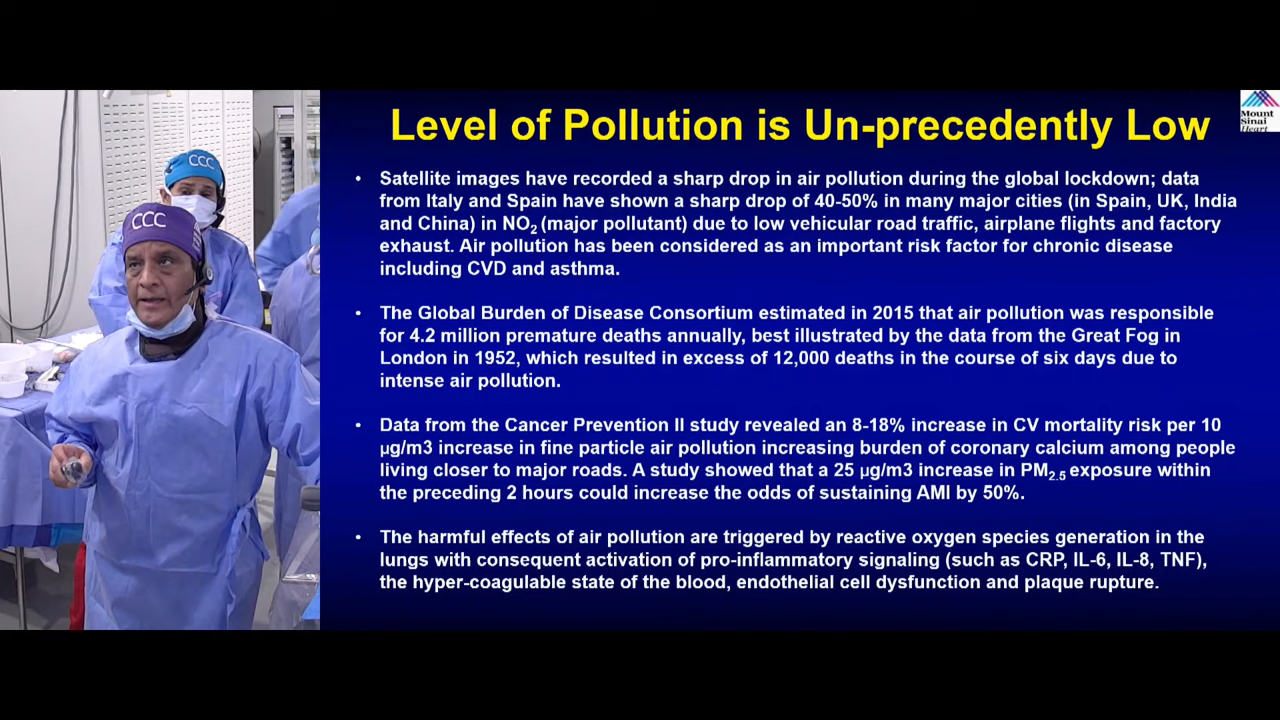 CCC
CCC
Level of Pollution is Un-precedently Low
Mount
Sinai
Heart
• Satellite images have recorded a sharp drop in air pollution during the global lockdown; data
from Italy and Spain have shown a sharp drop of 40-50% in many major cities (in Spain, UK, India
and China) in NO2 (major pollutant) due to low vehicular road traffic, airplane flights and factory
exhaust. Air pollution has been considered as an important risk factor for chronic disease
including CVD and asthma.
• The Global Burden of Disease Consortium estimated in 2015 that air pollution was responsible
for 4.2 million premature deaths annually, best illustrated by the data from the Great Fog in
London in 1952, which resulted in excess of 12,000 deaths in the course of six days due to
intense air pollution.
• Data from the Cancer Prevention II study revealed an 8-18% increase in CV mortality risk per 10
μg/m3 increase in fine particle air pollution increasing burden of coronary calcium among people
living closer to major roads. A study showed that a 25 μg/m3 increase in PM2.5 exposure within
the preceding 2 hours could increase the odds of sustaining AMI by 50%.
• The harmful effects of air pollution are triggered by reactive oxygen species generation in the
lungs with consequent activation of pro-inflammatory signaling (such as CRP, IL-6, IL-8, TNF),
the hyper-coagulable state of the blood, endothelial cell dysfunction and plaque rupture.